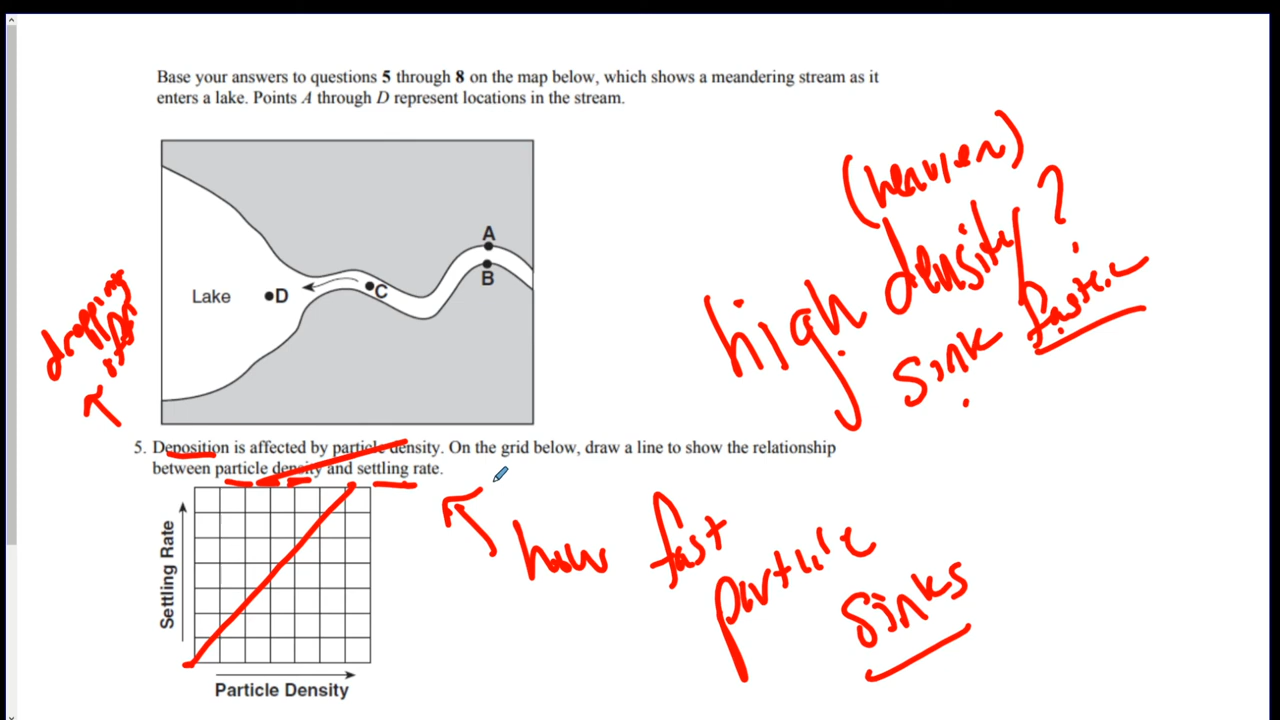 Base your answers to questions 5 through 8 on the map below, which shows a meandering stream as it
enters a lake. Points A through D represent locations in the stream.
(heavier)
high density?
sink faster
A
B
C
Lake
D
dropping
5. Deposition is affected by particle density. On the grid below, draw a line to show the relationship
between particle density and settling rate.
how fast
particle
sinks
Settling Rate
Particle Density